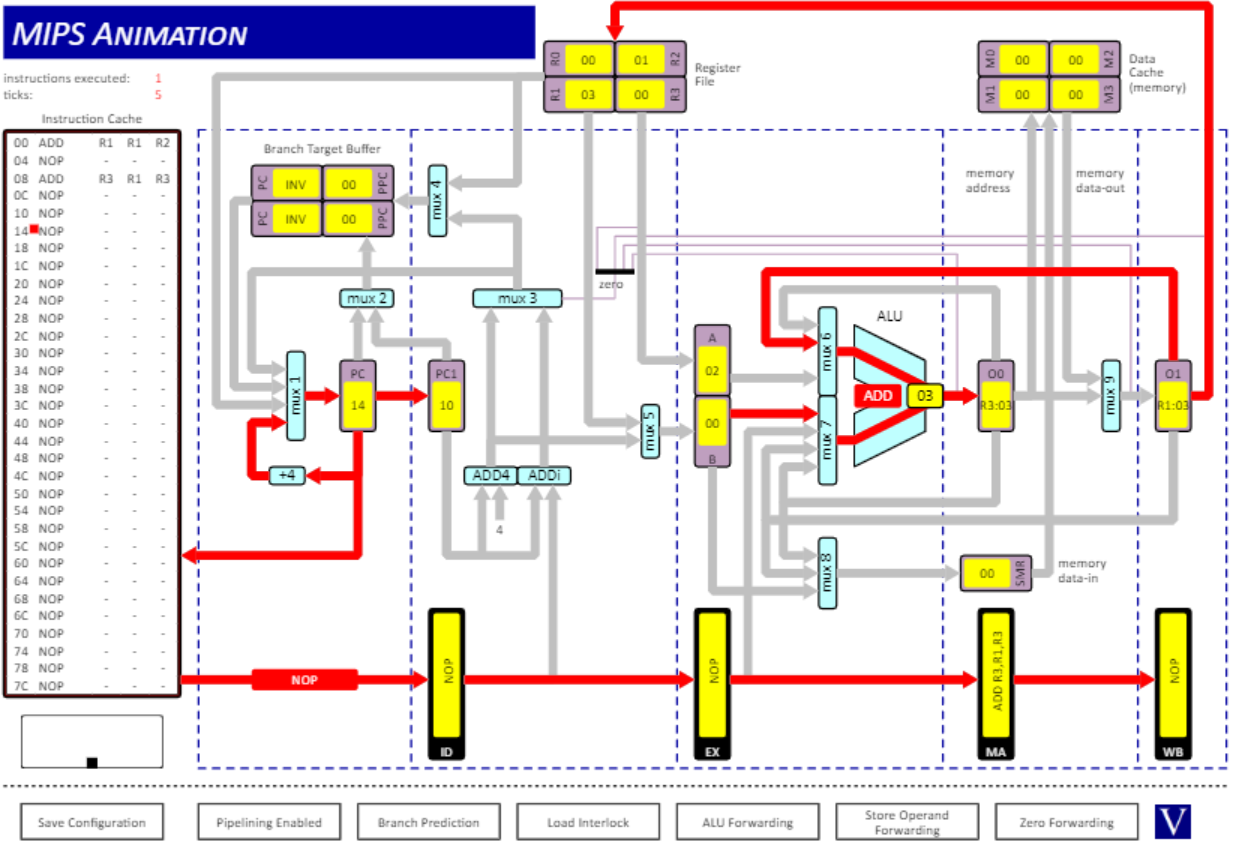 MIPS ANIMATION
instructions executed: 1
ticks: 5
Instruction Cache
00 ADD R1 R1 R2
04 NOP - - -
08 ADD R3 R1 R3
0C NOP - - -
10 NOP - - -
14 NOP - - -
18 NOP - - -
1C NOP - - -
20 NOP - - -
24 NOP - - -
28 NOP - - -
2C NOP - - -
30 NOP - - -
34 NOP - - -
38 NOP - - -
3C NOP - - -
40 NOP - - -
44 NOP - - -
48 NOP - - -
4C NOP - - -
50 NOP - - -
54 NOP - - -
58 NOP - - -
5C NOP - - -
60 NOP - - -
64 NOP - - -
68 NOP - - -
6C NOP - - -
70 NOP - - -
74 NOP - - -
78 NOP - - -
7C NOP - - -
R0 00 01 R2
R1 03 00 R3
Register
File
M0 00 00 M2
M1 00 00 M3
Data
Cache
(memory)
Branch Target Buffer
PC INV 00 PPC
PC INV 00 PPC
mux 4
memory
address
memory
data-out
zero
mux 2
mux 3
mux 1
PC
14
PC1
10
+4
ADD4
ADDi
4
mux 5
A
02
00
B
mux 6
mux 7
ALU
ADD
03
O0
R3:03
mux 9
O1
R1:03
mux 8
00 SMR
memory
data-in
NOP
NOP
ID
NOP
EX
ADD R3,R1,R3
MA
NOP
WB
Save Configuration
Pipelining Enabled
Branch Prediction
Load Interlock
ALU Forwarding
Store Operand
Forwarding
Zero Forwarding
V